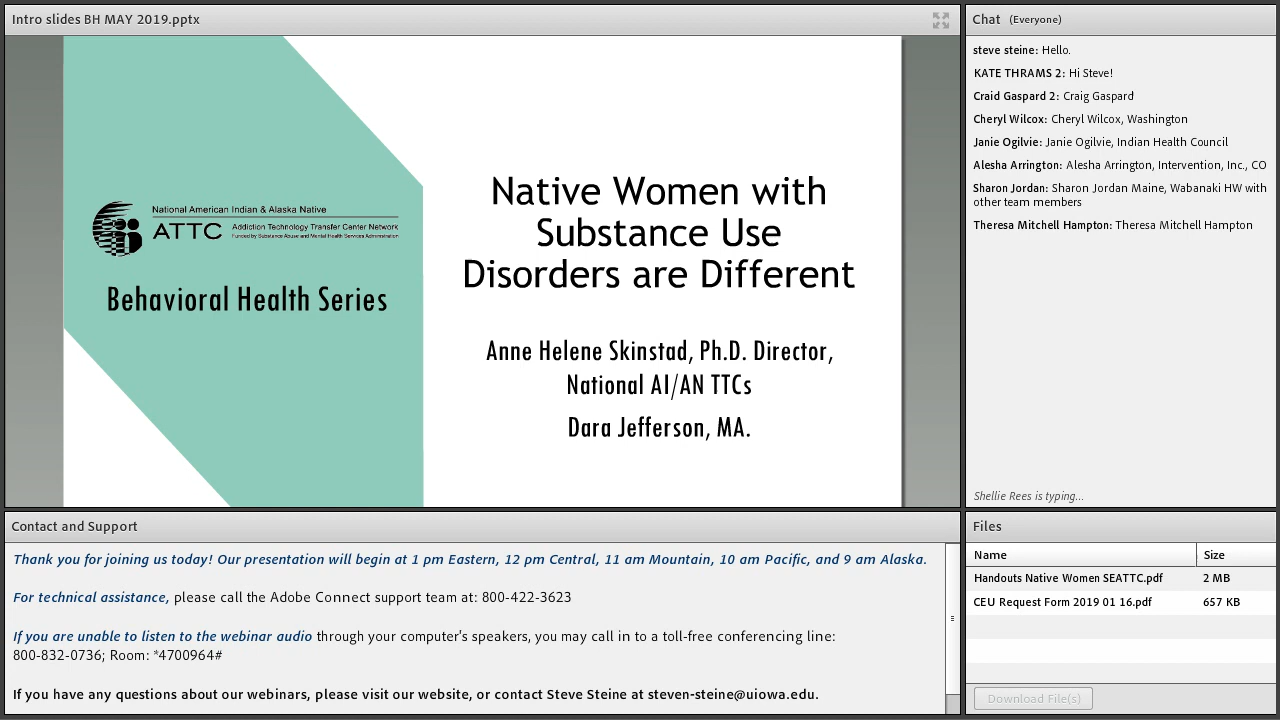 Intro slides BH MAY 2019.pptx
National American Indian & Alaska Native
ATTC
Addiction Technology Transfer Center Network
Funded by Substance Abuse and Mental Health Services Administration
Behavioral Health Series
Native Women with
Substance Use
Disorders are Different
Anne Helene Skinstad, Ph.D. Director,
National AI/AN TTCs
Dara Jefferson, MA.
Chat (Everyone)
steve steine: Hello.
KATE THRAMS 2: Hi Steve!
Craid Gaspard 2: Craig Gaspard
Cheryl Wilcox: Cheryl Wilcox, Washington
Janie Ogilvie: Janie Ogilvie, Indian Health Council
Alesha Arrington: Alesha Arrington, Intervention, Inc., CO
Sharon Jordan: Sharon Jordan Maine, Wabanaki HW with
other team members
Theresa Mitchell Hampton: Theresa Mitchell Hampton
Shellie Rees is typing...
Contact and Support
Thank you for joining us today! Our presentation will begin at 1 pm Eastern, 12 pm Central, 11 am Mountain, 10 am Pacific, and 9 am Alaska.
For technical assistance, please call the Adobe Connect support team at: 800-422-3623
If you are unable to listen to the webinar audio through your computer's speakers, you may call in to a toll-free conferencing line:
800-832-0736; Room: *4700964#
If you have any questions about our webinars, please visit our website, or contact Steve Steine at steven-steine@uiowa.edu.
Files
Name Size
Handouts Native Women SEATTC.pdf 2 MB
CEU Request Form 2019 01 16.pdf 657 KB
Download File(s)